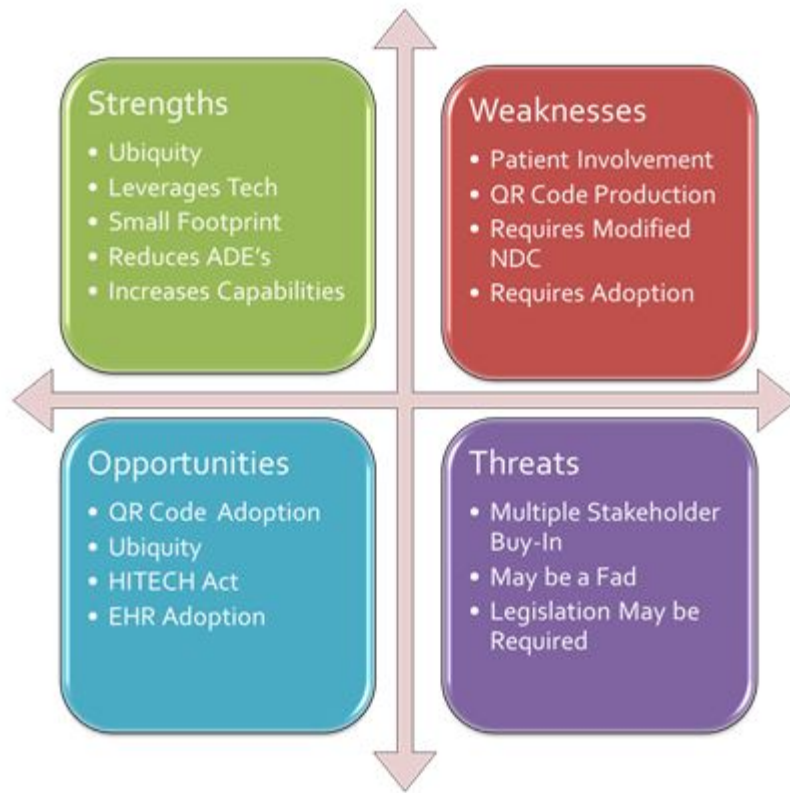 Strengths
• Ubiquity
• Leverages Tech
• Small Footprint
• Reduces ADE's
• Increases Capabilities
Weaknesses
• Patient Involvement
• QR Code Production
• Requires Modified
NDC
• Requires Adoption
Opportunities
• QR Code Adoption
• Ubiquity
• HITECH Act
• EHR Adoption
Threats
• Multiple Stakeholder
Buy-In
• May be a Fad
• Legislation May be
Required